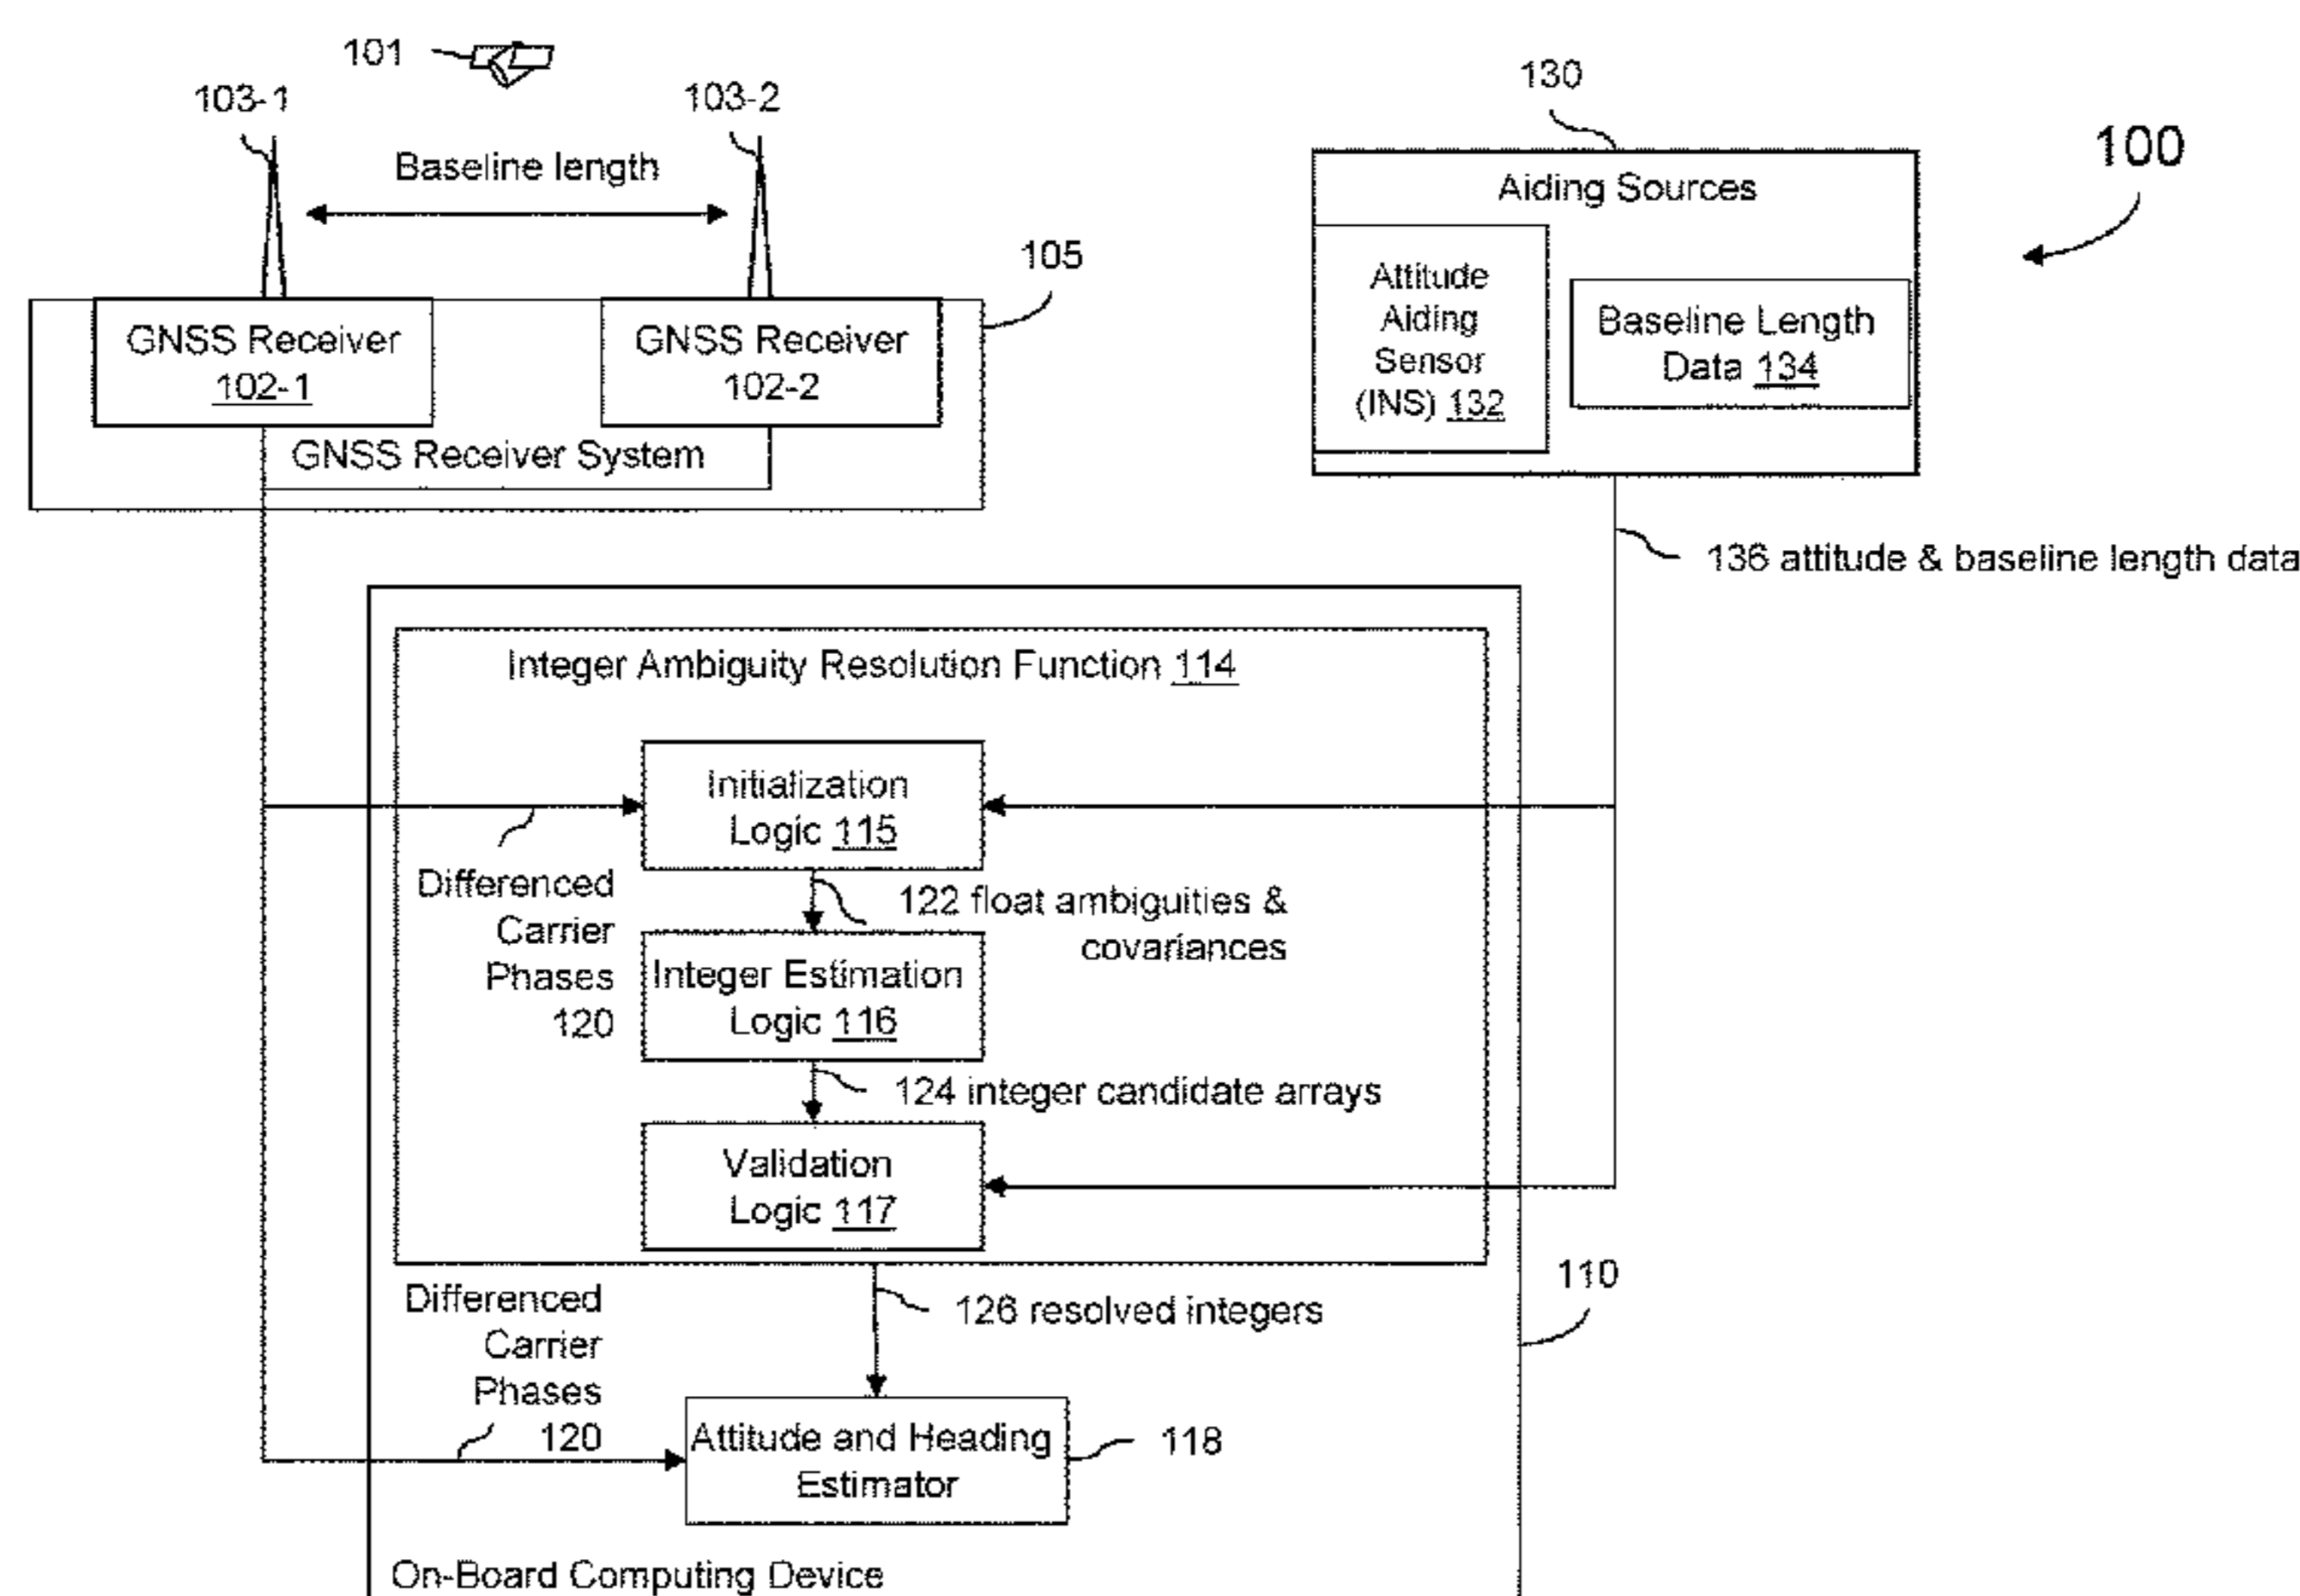 101
103-1
103-2
Baseline length
105
GNSS Receiver
102-1
GNSS Receiver
102-2
GNSS Receiver System
130
100
Aiding Sources
Attitude
Aiding
Sensor
(INS) 132
Baseline Length
Data 134
136 attitude & baseline length data
Integer Ambiguity Resolution Function 114
Initialization
Logic 115
Differenced
Carrier
Phases
120
122 float ambiguities &
covariances
Integer Estimation
Logic 116
124 integer candidate arrays
Validation
Logic 117
110
126 resolved integers
Differenced
Carrier
Phases
120
Attitude and Heading
Estimator
118
On-Board Computing Device